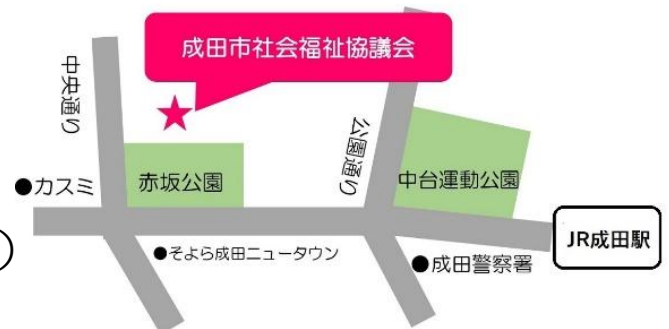 成田市社会福祉協議会
中央通り
公園通り
●カスミ
赤坂公園
中台運動公園
●そよら成田ニュータウン
●成田警察署
JR成田駅